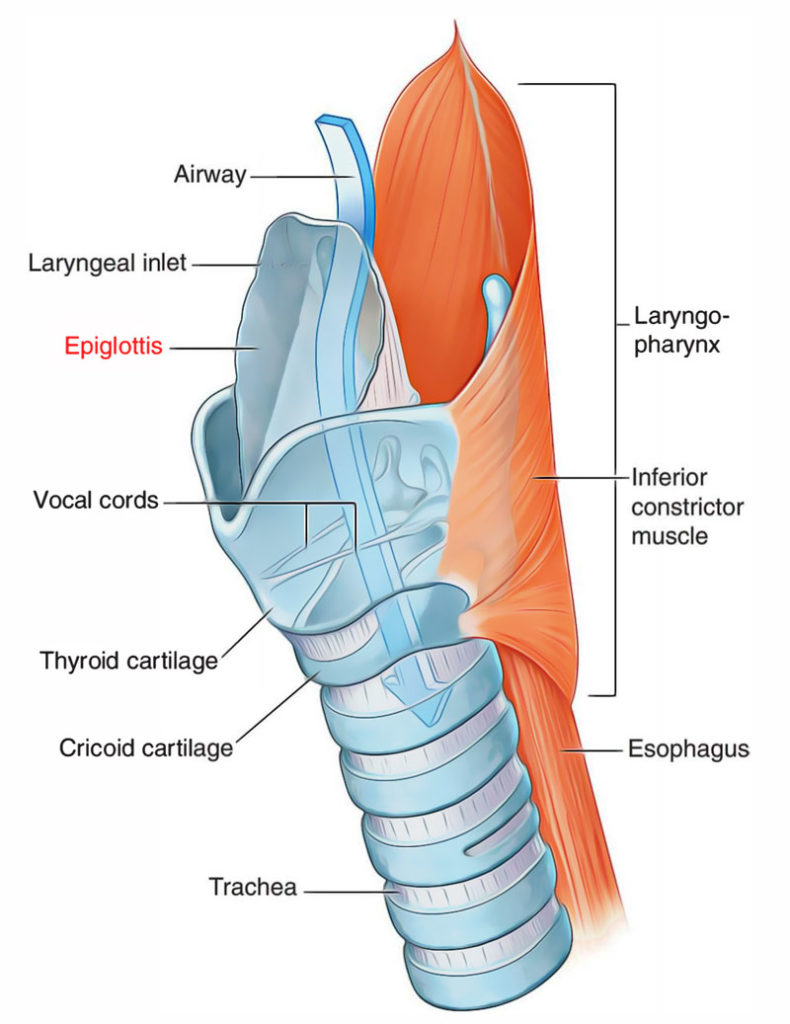 Airway
Laryngeal inlet
Epiglottis
Laryngo-
pharynx
Vocal cords
Inferior
constrictor
muscle
Thyroid cartilage
Cricoid cartilage
Esophagus
Trachea